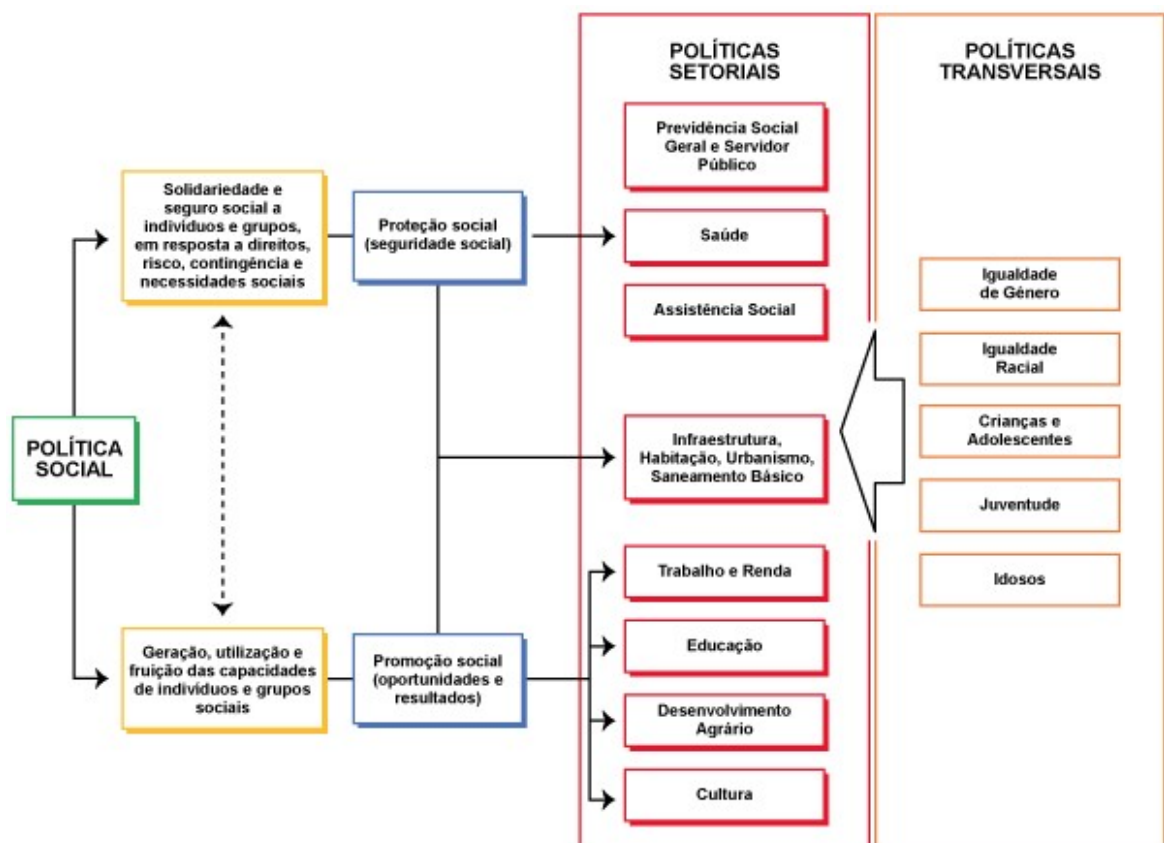 POLÍTICA
SOCIAL
Solidariedade e
seguro social a
indivíduos e grupos,
em resposta a direitos,
risco, contingência e
necessidades sociais
Geração, utilização e
fruição das capacidades
de indivíduos e grupos
sociais
Proteção social
(seguridade social)
Promoção social
(oportunidades e
resultados)
POLÍTICAS
SETORIAIS
Previdência Social
Geral e Servidor
Público
Saúde
Assistência Social
Infraestrutura,
Habitação, Urbanismo,
Saneamento Básico
Trabalho e Renda
Educação
Desenvolvimento
Agrário
Cultura
POLÍTICAS
TRANSVERSAIS
Igualdade
de Gênero
Igualdade
Racial
Crianças e
Adolescentes
Juventude
Idosos